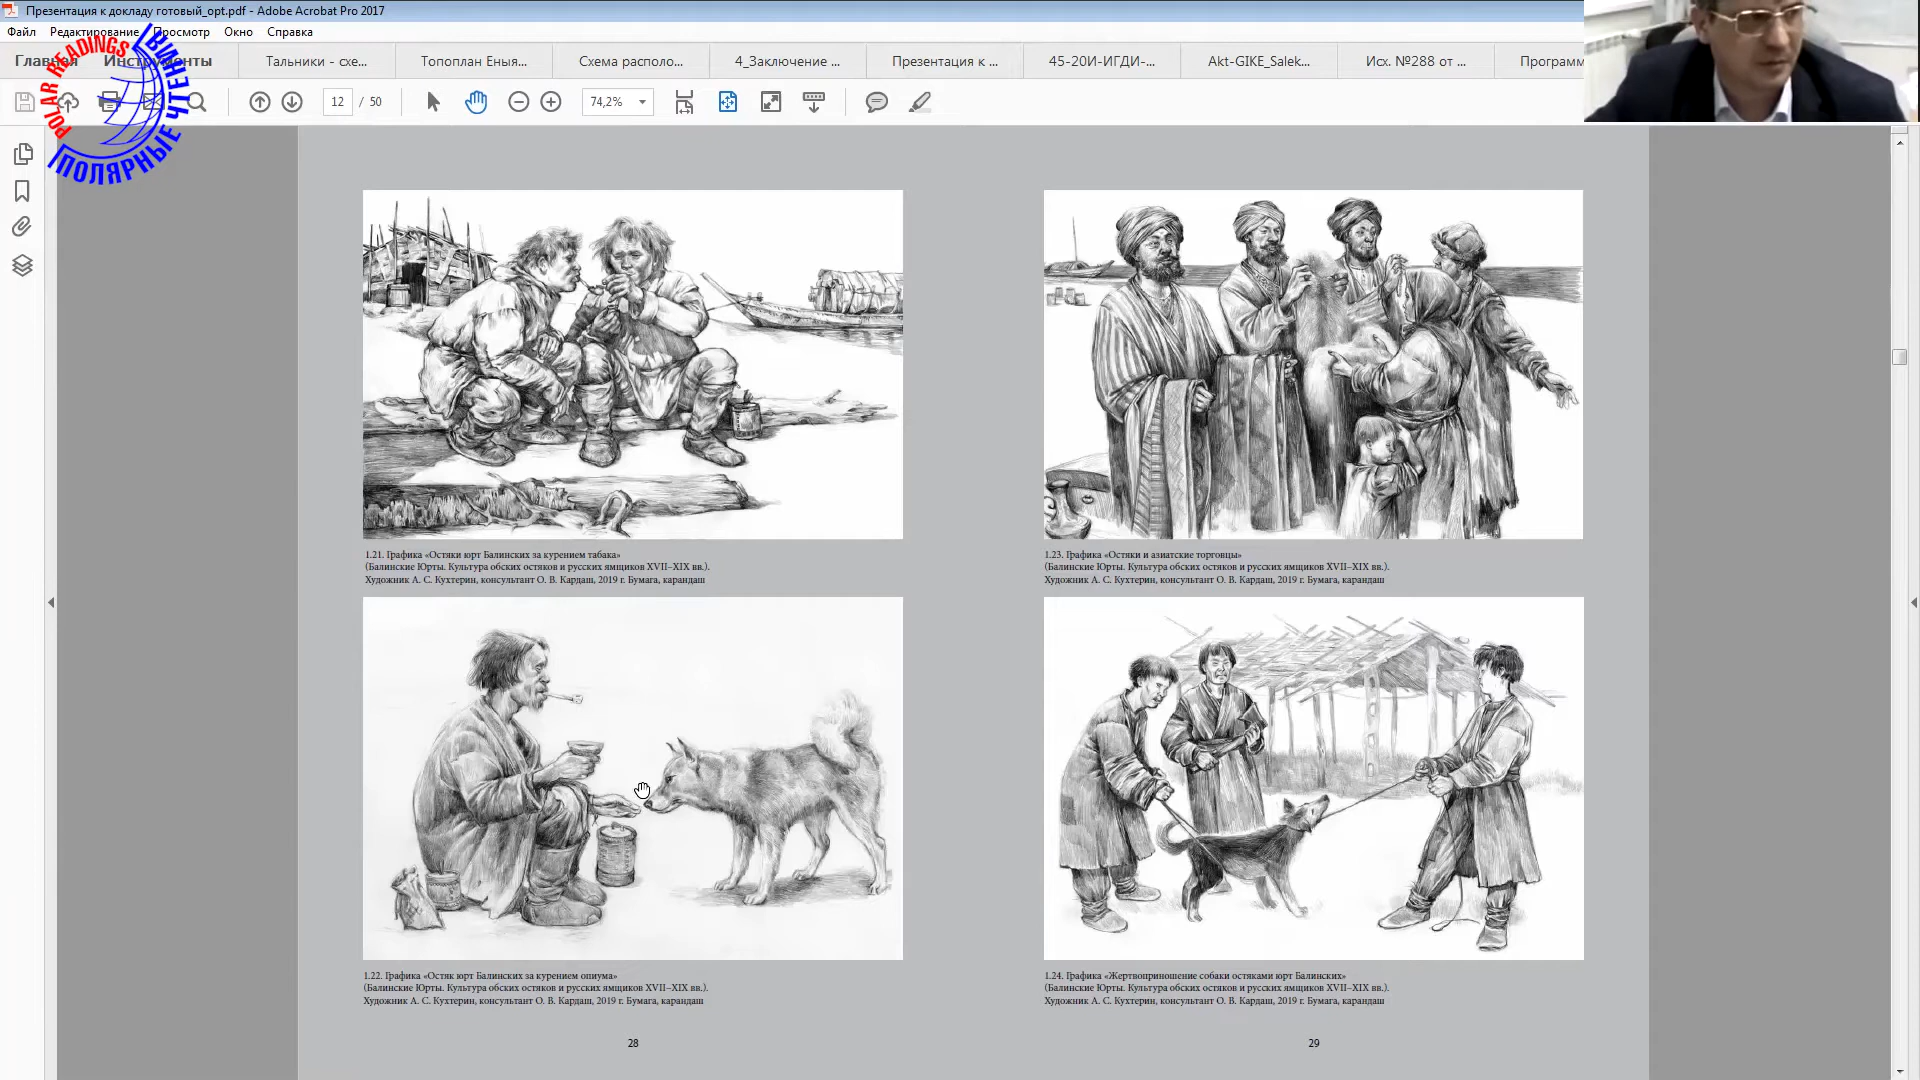 Презентация к докладу готовый_opt.pdf - Adobe Acrobat Pro 2017
Файл Редактирование Просмотр Окно Справка
Главная Инструменты Тальники - схе... Топоплан Еныя... Схема располо... 4_Заключение ... Презентация к ... 45-20И-ИГДИ-... Akt-GIKE_Salek... Исх. №288 от ... Программ
POLAR READINGS
ПОЛЯРНЫЕ ЧТЕНИЯ
12 / 50 74,2%
1.21. Графика «Остяки юрт Балинских за курением табака»
(Балинские Юрты. Культура обских остяков и русских ямщиков XVII–XIX вв.).
Художник А. С. Кухтерин, консультант О. В. Кардаш, 2019 г. Бумага, карандаш
1.22. Графика «Остяк юрт Балинских за курением опиума»
(Балинские Юрты. Культура обских остяков и русских ямщиков XVII–XIX вв.).
Художник А. С. Кухтерин, консультант О. В. Кардаш, 2019 г. Бумага, карандаш
28
1.23. Графика «Остяки и азиатские торговцы»
(Балинские Юрты. Культура обских остяков и русских ямщиков XVII–XIX вв.).
Художник А. С. Кухтерин, консультант О. В. Кардаш, 2019 г. Бумага, карандаш
1.24. Графика «Жертвоприношение собаки остяками юрт Балинских»
(Балинские Юрты. Культура обских остяков и русских ямщиков XVII–XIX вв.).
Художник А. С. Кухтерин, консультант О. В. Кардаш, 2019 г. Бумага, карандаш
29